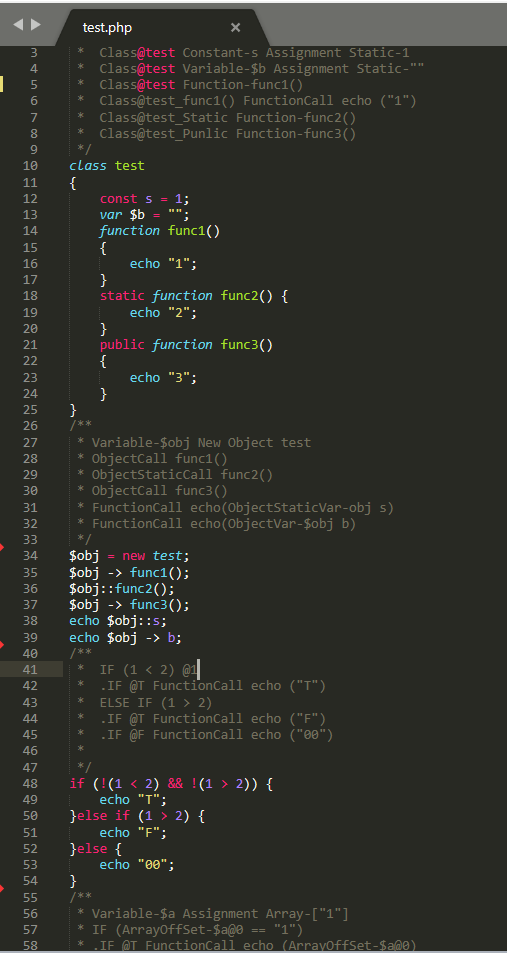 test.php ×
3  *  Class@test Constant-s Assignment Static-1
4  *  Class@test Variable-$b Assignment Static-""
5  *  Class@test Function-func1()
6  *  Class@test_func1() FunctionCall echo ("1")
7  *  Class@test_Static Function-func2()
8  *  Class@test_Punlic Function-func3()
9  */
10 class test
11 {
12     const s = 1;
13     var $b = "";
14     function func1()
15     {
16         echo "1";
17     }
18     static function func2() {
19         echo "2";
20     }
21     public function func3()
22     {
23         echo "3";
24     }
25 }
26 /**
27  * Variable-$obj New Object test
28  * ObjectCall func1()
29  * ObjectStaticCall func2()
30  * ObjectCall func3()
31  * FunctionCall echo(ObjectStaticVar-obj s)
32  * FunctionCall echo(ObjectVar-$obj b)
33  */
34 $obj = new test;
35 $obj -> func1();
36 $obj::func2();
37 $obj -> func3();
38 echo $obj::s;
39 echo $obj -> b;
40 /**
41  *  IF (1 < 2) @1
42  *  .IF @T FunctionCall echo ("T")
43  *  ELSE IF (1 > 2)
44  *  .IF @T FunctionCall echo ("F")
45  *  .IF @F FunctionCall echo ("00")
46  *
47  */
48 if (!(1 < 2) && !(1 > 2)) {
49     echo "T";
50 }else if (1 > 2) {
51     echo "F";
52 }else {
53     echo "00";
54 }
55 /**
56  * Variable-$a Assignment Array-["1"]
57  * IF (ArrayOffSet-$a@0 == "1")
58  * .IF @T FunctionCall echo (ArrayOffSet-$a@0)